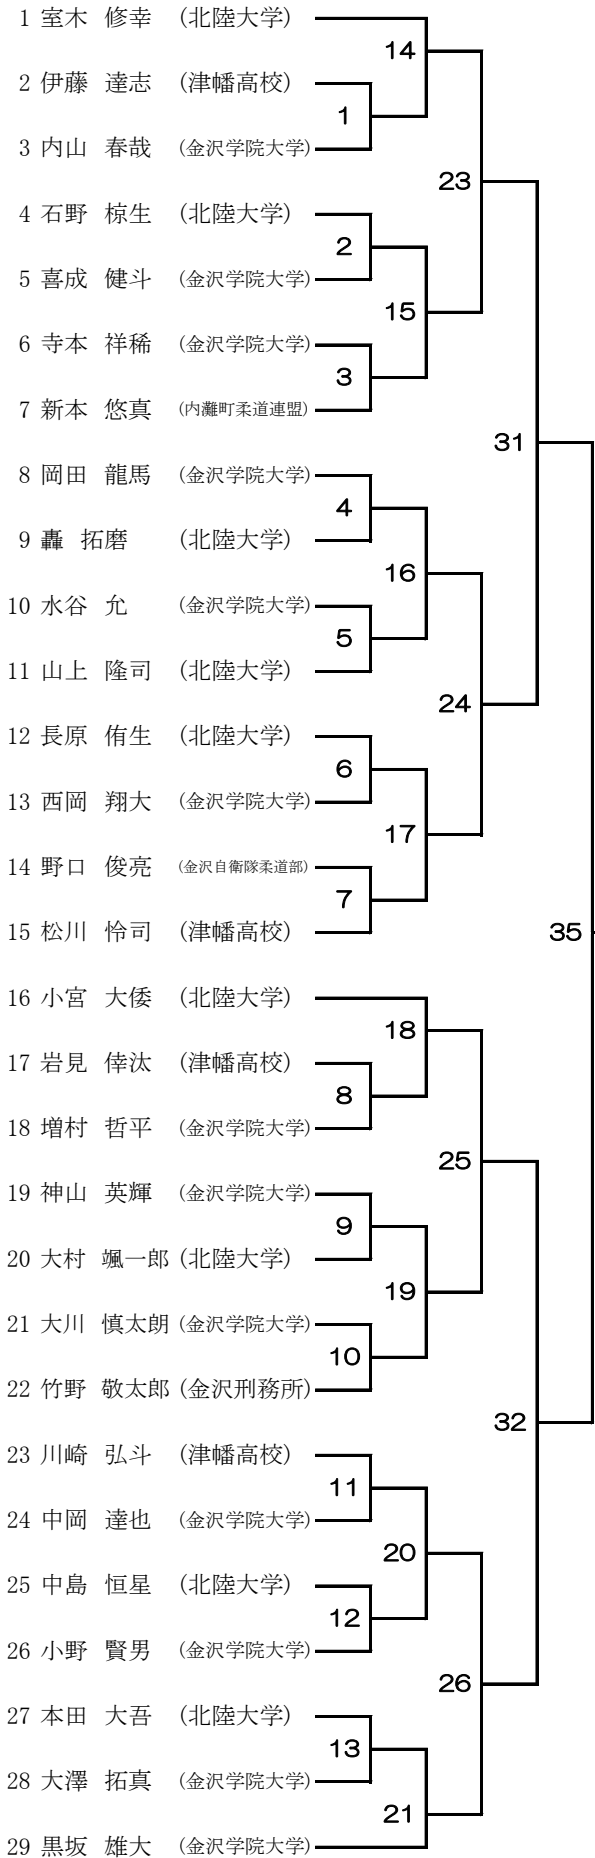 1 室木 修幸 (北陸大学)
14
2 伊藤 達志 (津幡高校)
1
3 内山 春哉 (金沢学院大学)
23
4 石野 椋生 (北陸大学)
2
5 喜成 健斗 (金沢学院大学)
15
6 寺本 祥稀 (金沢学院大学)
3
7 新本 悠真 (内灘町柔道連盟)
31
8 岡田 龍馬 (金沢学院大学)
4
9 轟 拓磨 (北陸大学)
16
10 水谷 允 (金沢学院大学)
5
11 山上 隆司 (北陸大学)
24
12 長原 侑生 (北陸大学)
6
13 西岡 翔大 (金沢学院大学)
17
14 野口 俊亮 (金沢自衛隊柔道部)
7
15 松川 怜司 (津幡高校)
35
16 小宮 大倭 (北陸大学)
18
17 岩見 倖汰 (津幡高校)
8
18 増村 哲平 (金沢学院大学)
25
19 神山 英輝 (金沢学院大学)
9
20 大村 颯一郎 (北陸大学)
19
21 大川 慎太朗 (金沢学院大学)
10
22 竹野 敬太郎 (金沢刑務所)
32
23 川崎 弘斗 (津幡高校)
11
24 中岡 達也 (金沢学院大学)
20
25 中島 恒星 (北陸大学)
12
26 小野 賢男 (金沢学院大学)
26
27 本田 大吾 (北陸大学)
13
28 大澤 拓真 (金沢学院大学)
21
29 黒坂 雄大 (金沢学院大学)